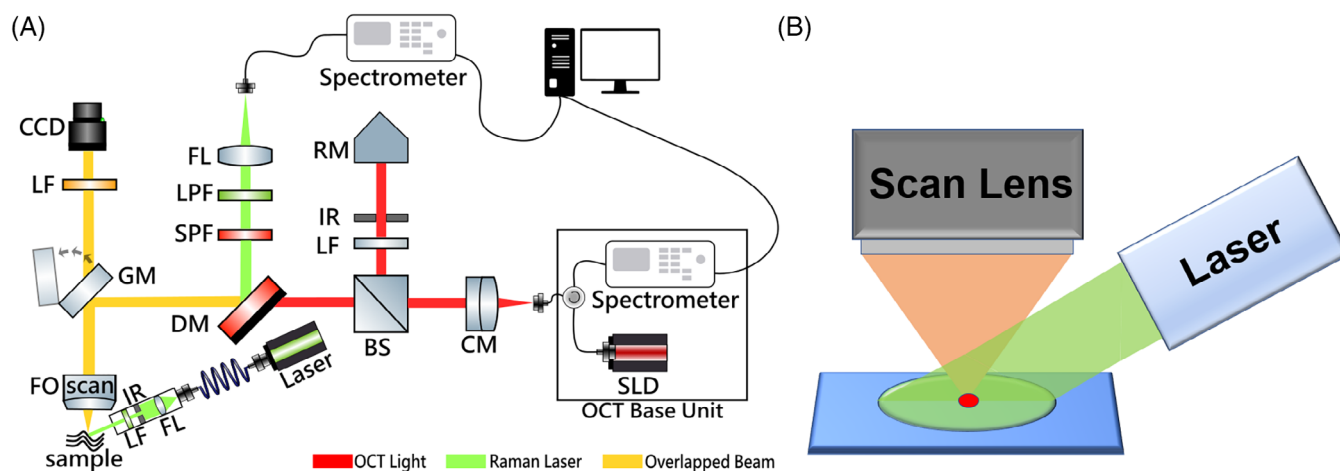 (A)
(B)
Spectrometer
CCD
FL
RM
LF
LPF
IR
Scan Lens
SPF
LF
Laser
GM
Spectrometer
DM
BS
CM
Laser
SLD
FO scan
IR
LF
FL
OCT Base Unit
sample
OCT Light
Raman Laser
Overlapped Beam